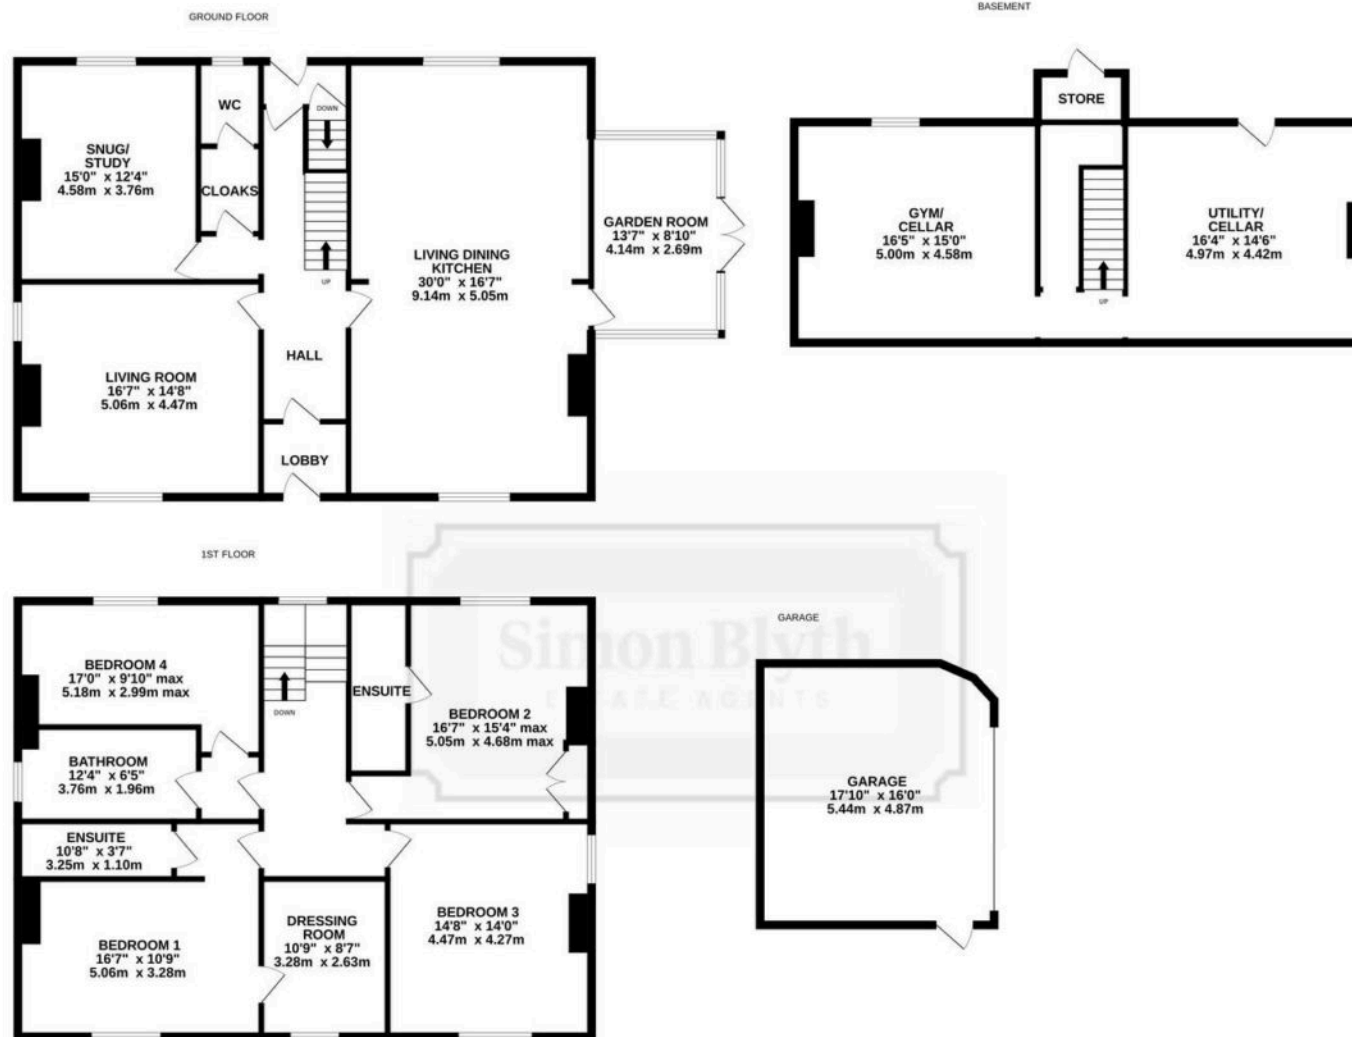 GROUND FLOOR
SNUG/
STUDY
15'0" x 12'4"
4.58m x 3.76m
WC
CLOAKS
DOWN
UP
LIVING DINING
KITCHEN
30'0" x 16'7"
9.14m x 5.05m
GARDEN ROOM
13'7" x 8'10"
4.14m x 2.69m
LIVING ROOM
16'7" x 14'8"
5.06m x 4.47m
HALL
LOBBY
BASEMENT
STORE
GYM/
CELLAR
16'5" x 15'0"
5.00m x 4.58m
UP
UTILITY/
CELLAR
16'4" x 14'6"
4.97m x 4.42m
1ST FLOOR
BEDROOM 4
17'0" x 9'10" max
5.18m x 2.99m max
DOWN
ENSUITE
BEDROOM 2
16'7" x 15'4" max
5.05m x 4.68m max
BATHROOM
12'4" x 6'5"
3.76m x 1.96m
ENSUITE
10'8" x 3'7"
3.25m x 1.10m
BEDROOM 1
16'7" x 10'9"
5.06m x 3.28m
DRESSING
ROOM
10'9" x 8'7"
3.28m x 2.63m
BEDROOM 3
14'8" x 14'0"
4.47m x 4.27m
Simon Blyth
ESTATE AGENTS
GARAGE
GARAGE
17'10" x 16'0"
5.44m x 4.87m